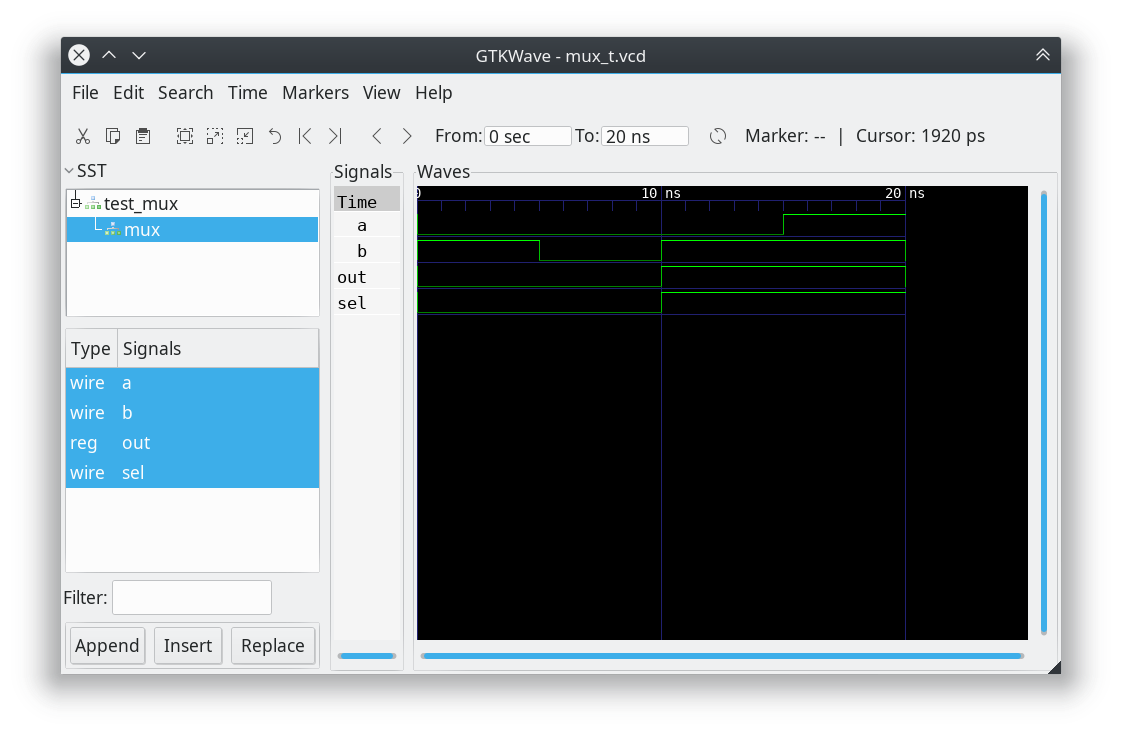 GTKWave - mux_t.vcd
File Edit Search Time Markers View Help
From: 0 sec To: 20 ns Marker: -- | Cursor: 1920 ps
SST
test_mux
mux
Type Signals
wire a
wire b
reg out
wire sel
Filter:
Append Insert Replace
Signals
Time
a
b
out
sel
Waves
0 10 ns 20 ns